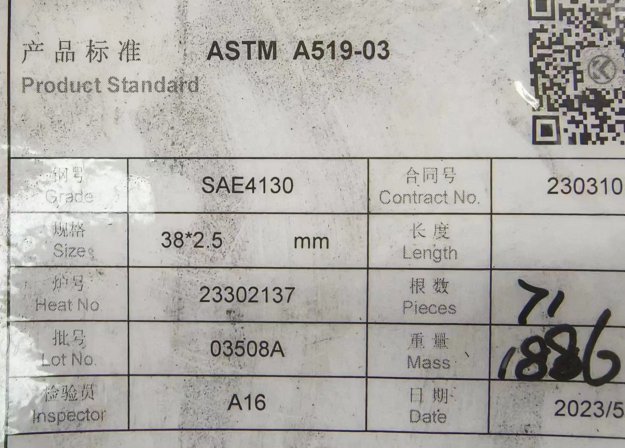 产品标准 ASTM A519-03
Product Standard
钢号 SAE4130 合同号 230310
Grade Contract No.
规格 38*2.5 mm 长度
Size Length
炉号 23302137 根数 71
Heat No Pieces
批号 03508A 重量 1886
Lot No. Mass
检验员 A16 日期 2023/5
Inspector Date